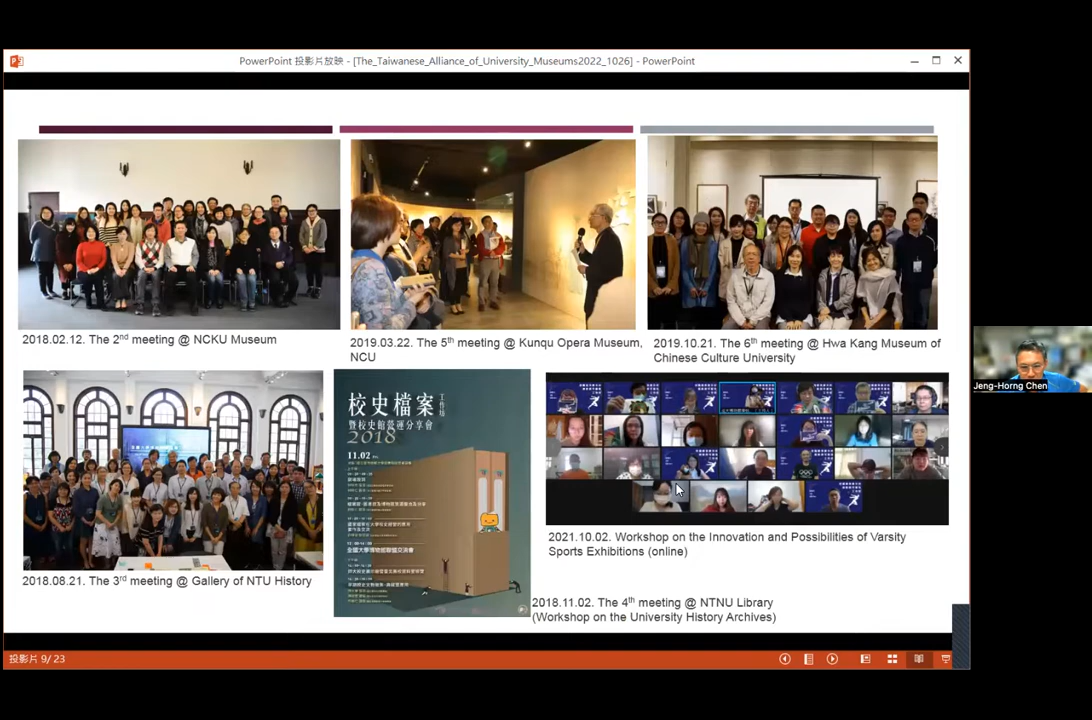 PowerPoint 投影片放映 - [The_Taiwanese_Alliance_of_University_Museums2022_1026] - PowerPoint
2018.02.12. The 2nd meeting @ NCKU Museum
2019.03.22. The 5th meeting @ Kunqu Opera Museum,
NCU
2019.10.21. The 6th meeting @ Hwa Kang Museum of
Chinese Culture University
2018.08.21. The 3rd meeting @ Gallery of NTU History
校史檔案
工作坊
暨校史館營運分享會
2018
11.02
2021.10.02. Workshop on the Innovation and Possibilities of Varsity
Sports Exhibitions (online)
2018.11.02. The 4th meeting @ NTNU Library
(Workshop on the University History Archives)
Jeng-Horng Chen
投影片 9/23